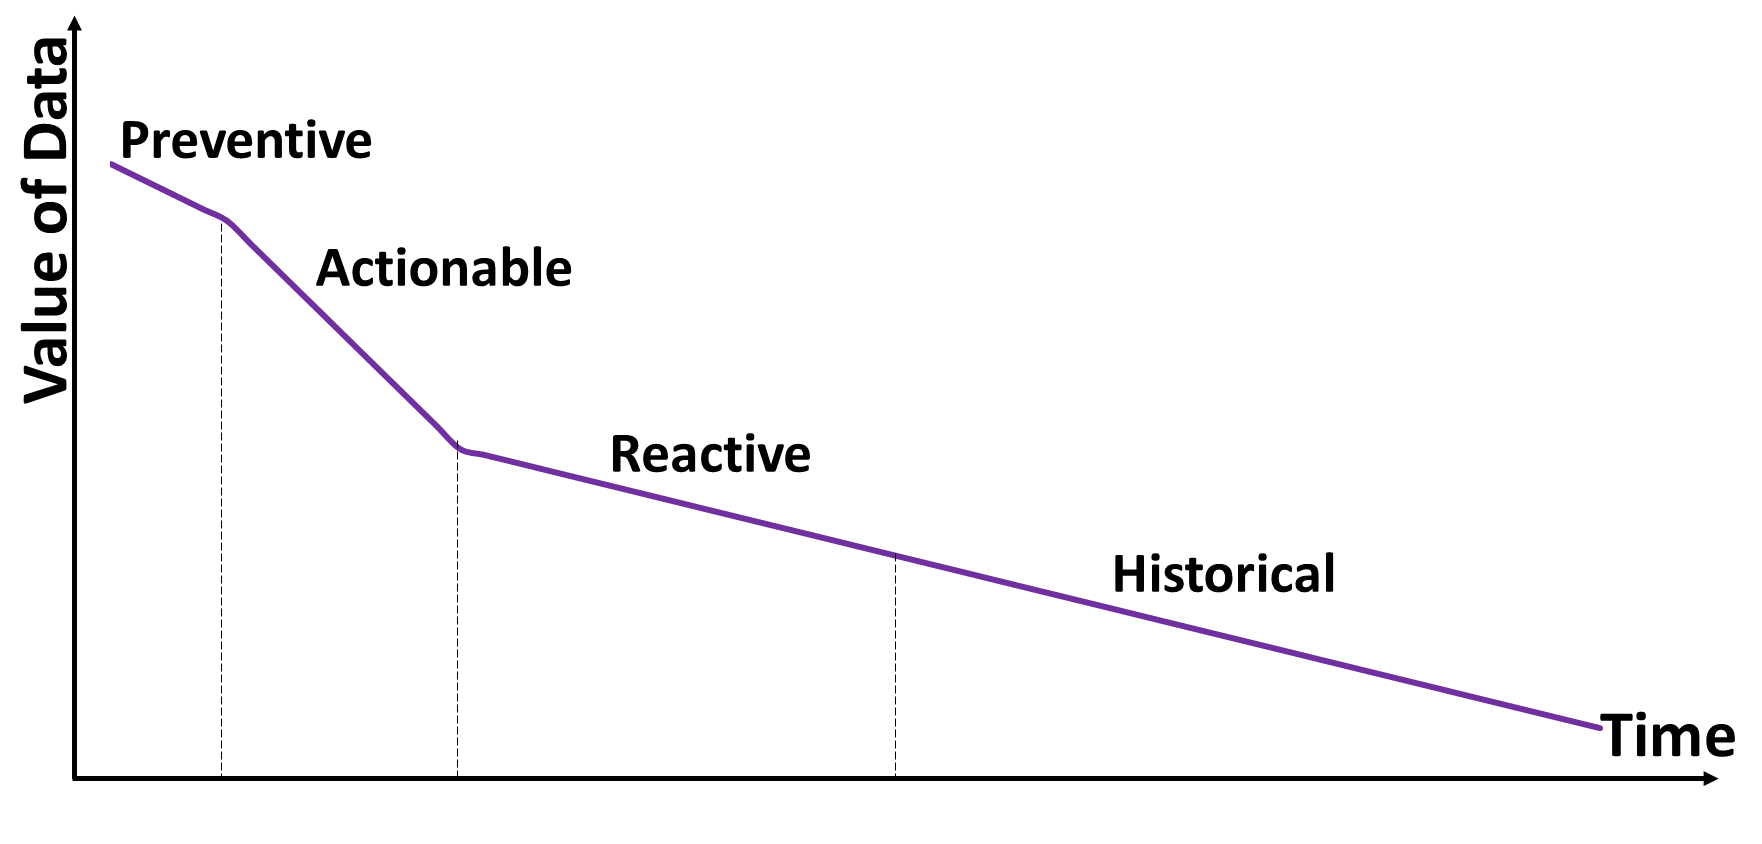 Value of Data
Preventive
Actionable
Reactive
Historical
Time